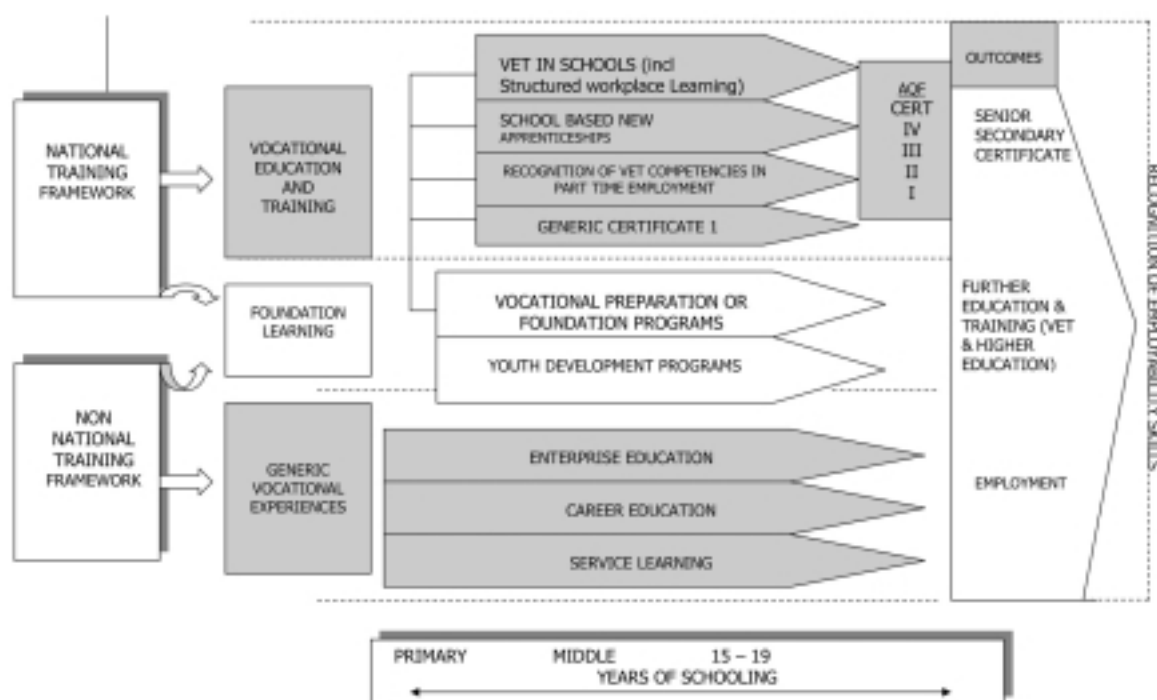 NATIONAL
TRAINING
FRAMEWORK
VOCATIONAL
EDUCATION
AND
TRAINING
VET IN SCHOOLS (incl
Structured workplace Learning)
SCHOOL BASED NEW
APPRENTICESHIPS
RECOGNITION OF VET COMPETENCIES IN
PART TIME EMPLOYMENT
GENERIC CERTIFICATE 1
AQF
CERT
IV
III
II
I
OUTCOMES
SENIOR
SECONDARY
CERTIFICATE
FOUNDATION
LEARNING
VOCATIONAL PREPARATION OR
FOUNDATION PROGRAMS
YOUTH DEVELOPMENT PROGRAMS
FURTHER
EDUCATION &
TRAINING (VET
& HIGHER
EDUCATION)
NON
NATIONAL
TRAINING
FRAMEWORK
GENERIC
VOCATIONAL
EXPERIENCES
ENTERPRISE EDUCATION
CAREER EDUCATION
SERVICE LEARNING
EMPLOYMENT
RECOGNITION OF EMPLOYABILITY SKILLS
PRIMARY MIDDLE 15 – 19
YEARS OF SCHOOLING